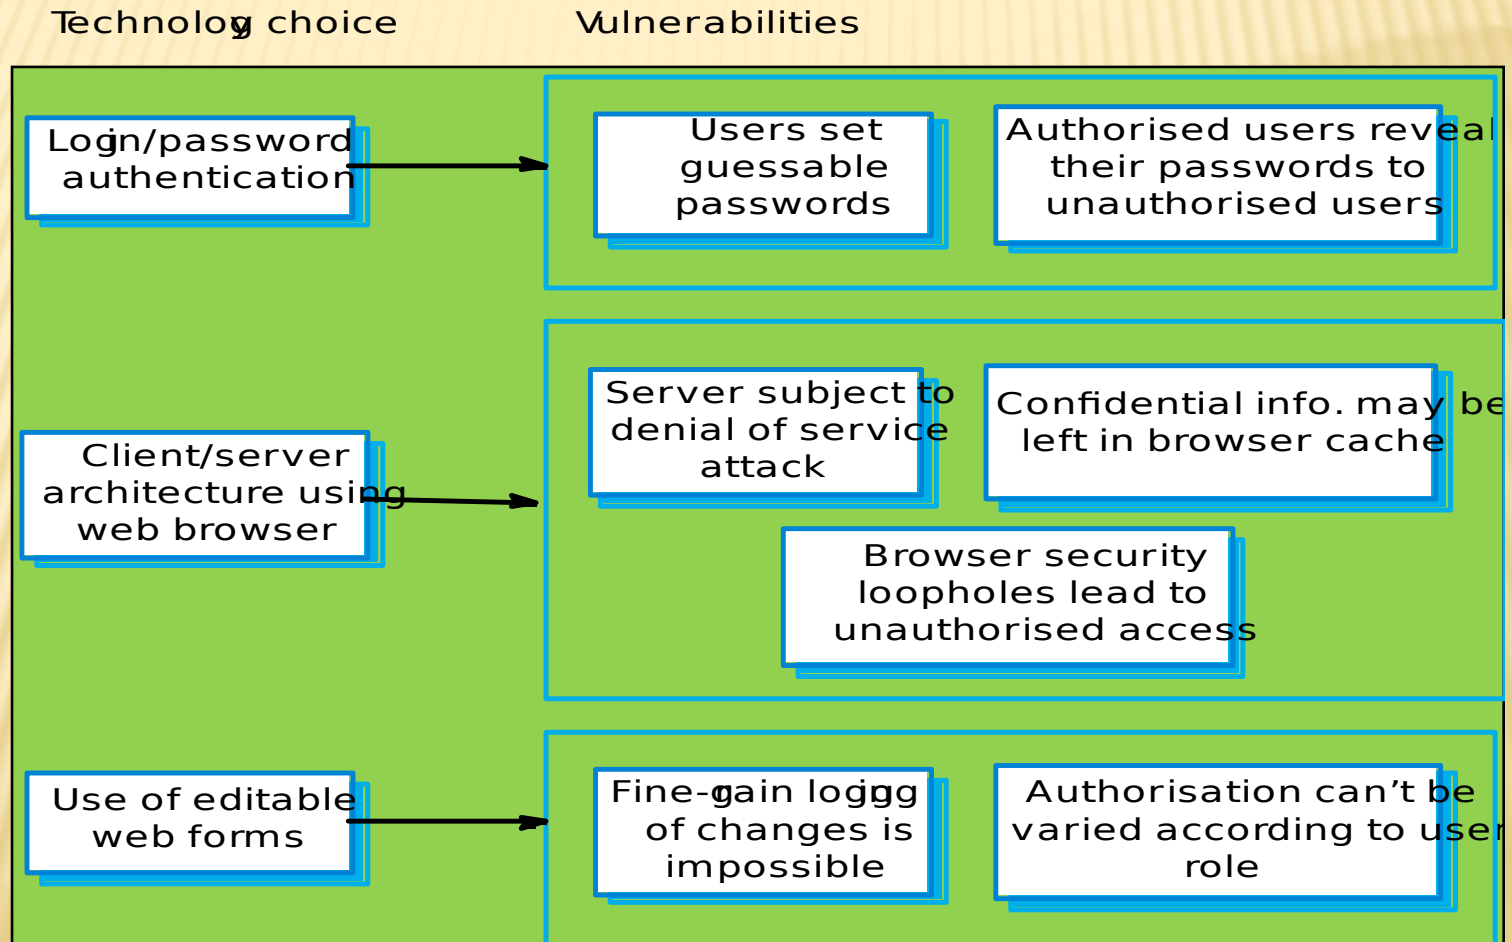 Technology choice
Vulnerabilities
Login/password
authentication
Users set
guessable
passwords
Authorised users reveal
their passwords to
unauthorised users
Client/server
architecture using
web browser
Server subject to
denial of service
attack
Confidential info. may be
left in browser cache
Browser security
loopholes lead to
unauthorised access
Use of editable
web forms
Fine-grain logging
of changes is
impossible
Authorisation can’t be
varied according to user
role